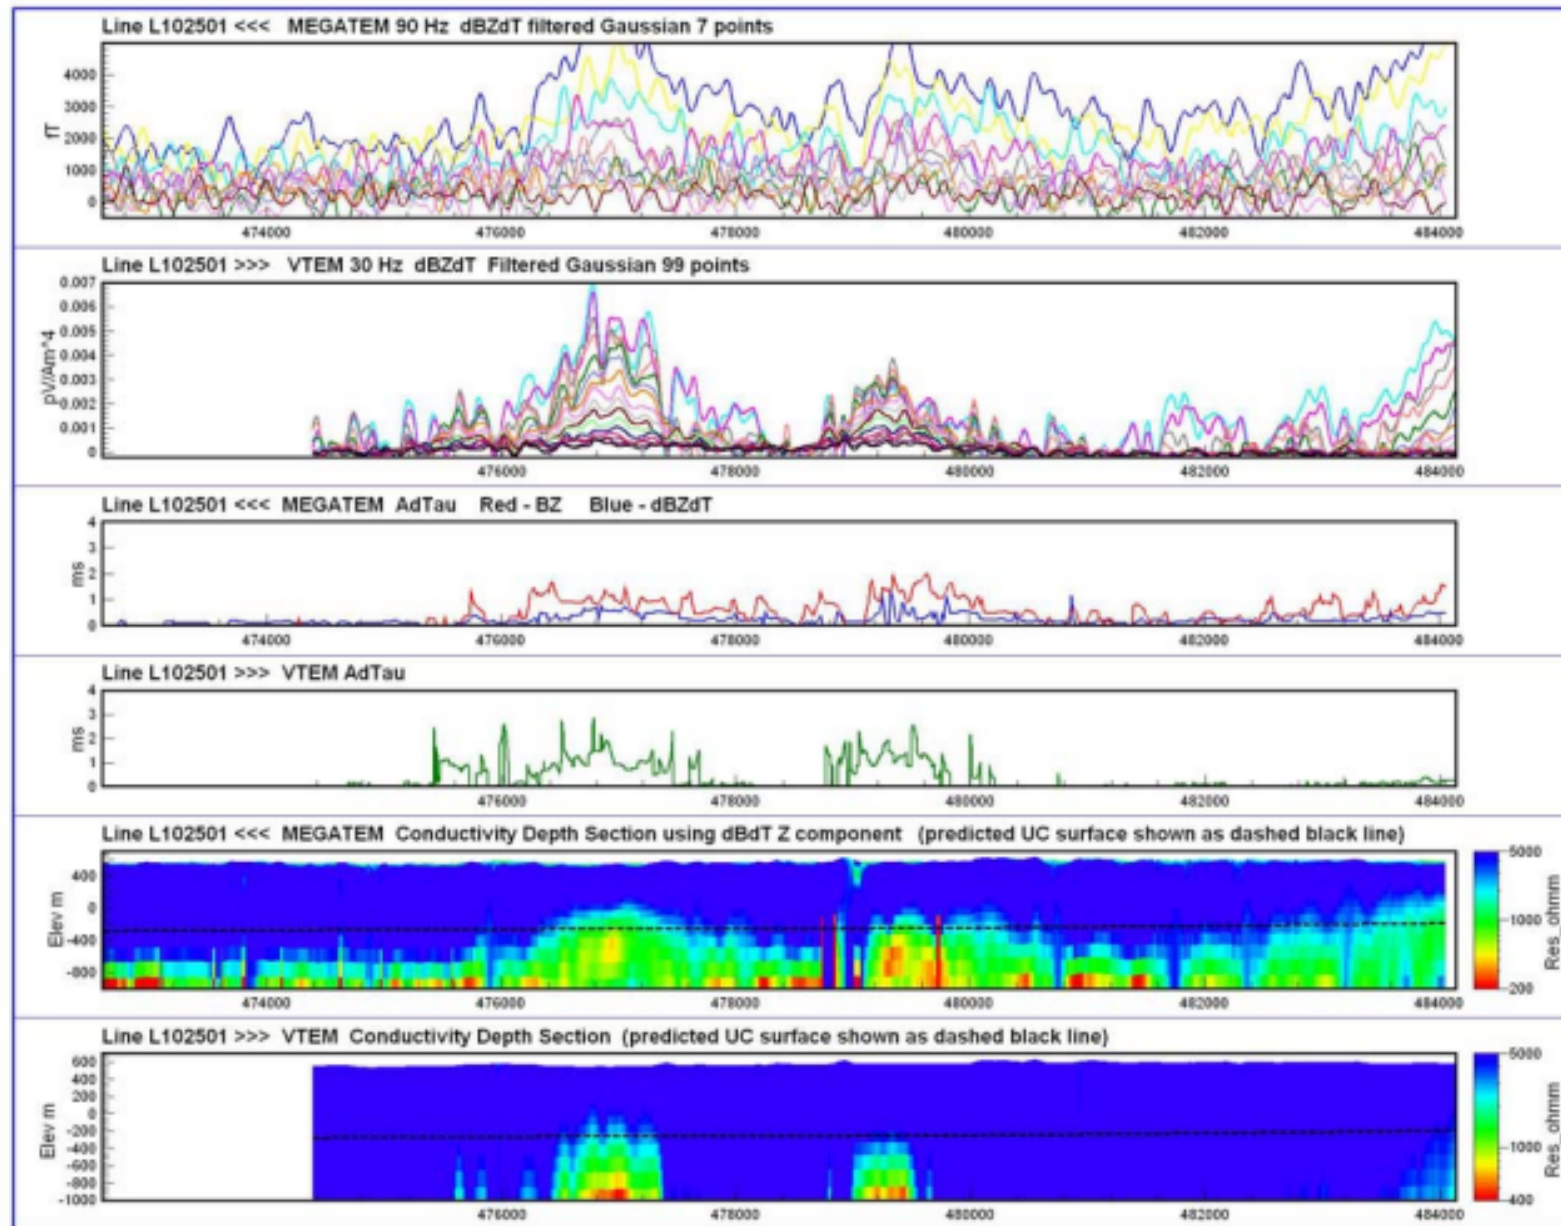 Line L102501 <<< MEGATEM 90 Hz dBZdT filtered Gaussian 7 points
4000
3000
2000
1000
0
fT
474000 476000 478000 480000 482000 484000
Line L102501 >>> VTEM 30 Hz dBZdT Filtered Gaussian 99 points
0.007
0.006
0.005
0.004
0.003
0.002
0.001
0
pV//Am^4
476000 478000 480000 482000 484000
Line L102501 <<< MEGATEM AdTau Red - BZ Blue - dBZdT
4
3
2
1
0
ms
474000 476000 478000 480000 482000 484000
Line L102501 >>> VTEM AdTau
4
3
2
1
0
ms
476000 478000 480000 482000 484000
Line L102501 <<< MEGATEM Conductivity Depth Section using dBdT Z component (predicted UC surface shown as dashed black line)
400
0
-400
-800
Elev m
5000
1000
200
Res_ohmm
474000 476000 478000 480000 482000 484000
Line L102501 >>> VTEM Conductivity Depth Section (predicted UC surface shown as dashed black line)
600
400
200
0
-200
-400
-600
-800
-1000
Elev m
5000
1000
400
Res_ohmm
476000 478000 480000 482000 484000